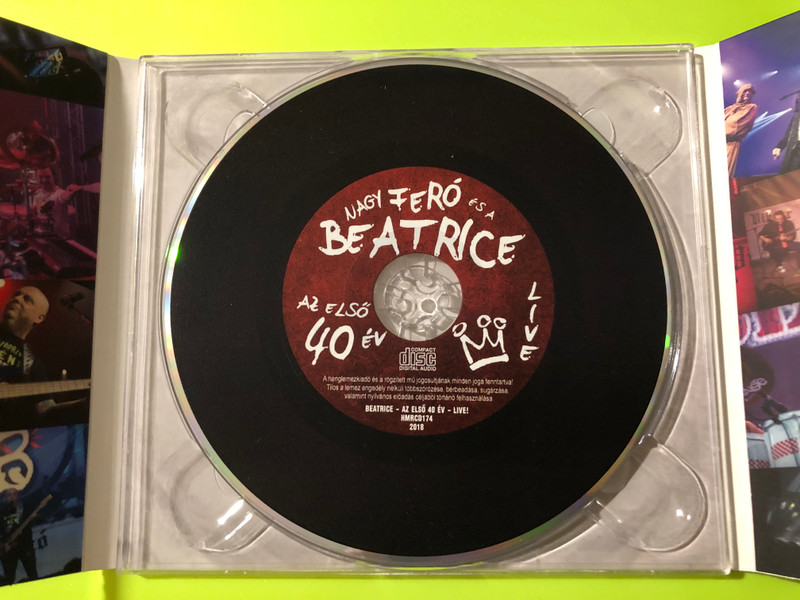 NAGY FERÓ ÉS A
BEATRICE
AZ ELSŐ
40 ÉV
LIVE
COMPACT
disc
DIGITAL AUDIO
A hanglemezkiadó és a rögzített mű jogosultjának minden joga fenntartva!
Tilos a lemez engedély nélküli többszörözése, bérbeadása, sugárzása,
valamint nyilvános előadás céljából történő felhasználása
BEATRICE - AZ ELSŐ 40 ÉV - LIVE!
HMRCD174
2018